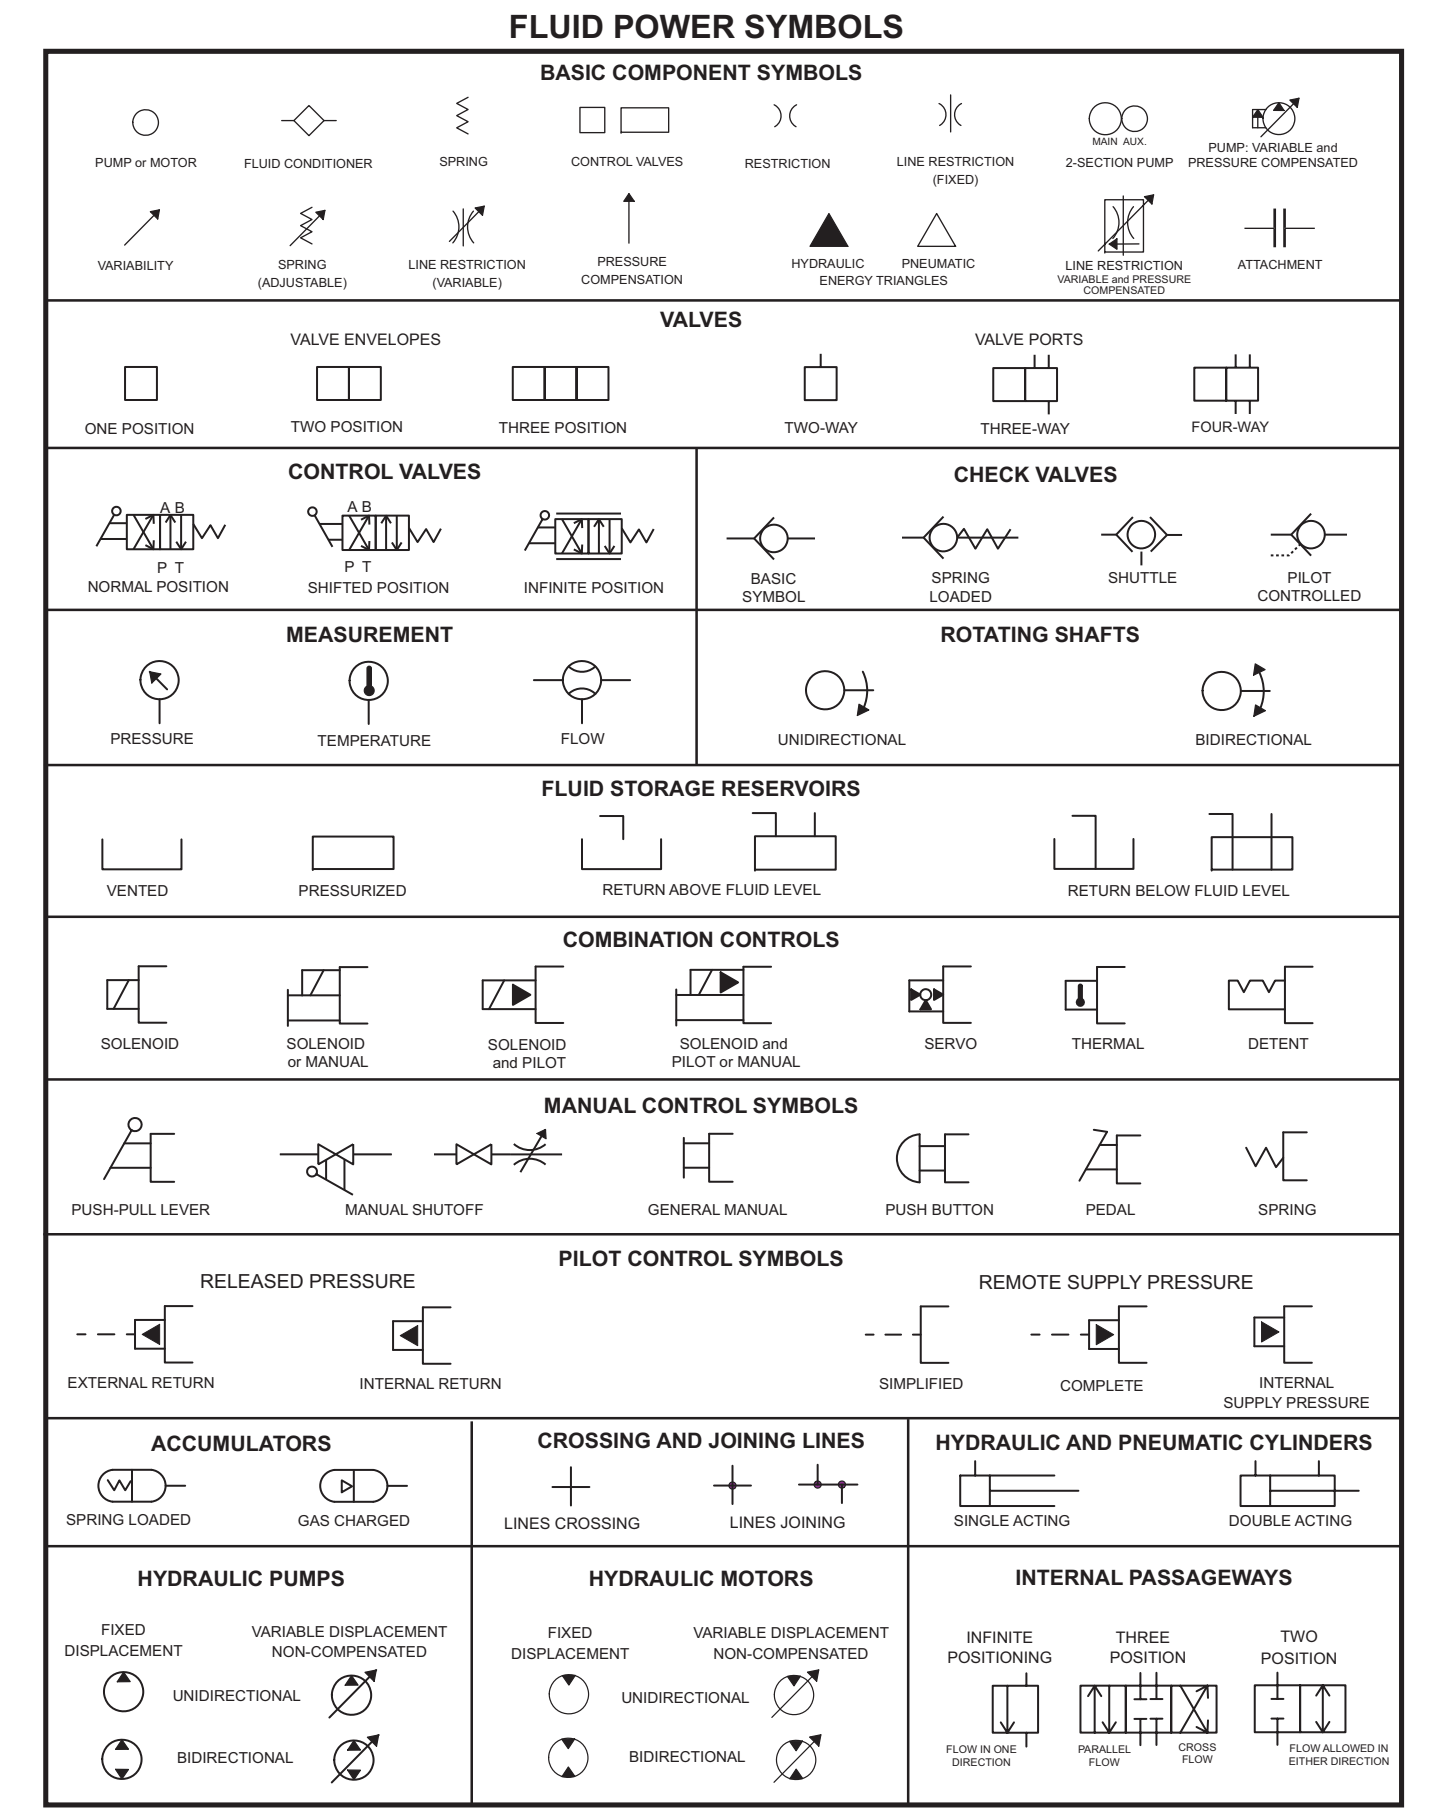 FLUID POWER SYMBOLS
BASIC COMPONENT SYMBOLS
MAIN AUX.
PUMP or MOTOR
FLUID CONDITIONER
SPRING
CONTROL VALVES
RESTRICTION
LINE RESTRICTION
(FIXED)
2-SECTION PUMP
PUMP: VARIABLE and
PRESSURE COMPENSATED
VARIABILITY
SPRING
(ADJUSTABLE)
LINE RESTRICTION
(VARIABLE)
PRESSURE
COMPENSATION
HYDRAULIC PNEUMATIC
ENERGY TRIANGLES
LINE RESTRICTION
VARIABLE and PRESSURE
COMPENSATED
ATTACHMENT
VALVES
VALVE ENVELOPES
VALVE PORTS
ONE POSITION
TWO POSITION
THREE POSITION
TWO-WAY
THREE-WAY
FOUR-WAY
CONTROL VALVES
A B
P T
NORMAL POSITION
A B
P T
SHIFTED POSITION
INFINITE POSITION
CHECK VALVES
BASIC
SYMBOL
SPRING
LOADED
SHUTTLE
PILOT
CONTROLLED
MEASUREMENT
PRESSURE
TEMPERATURE
FLOW
ROTATING SHAFTS
UNIDIRECTIONAL
BIDIRECTIONAL
FLUID STORAGE RESERVOIRS
VENTED
PRESSURIZED
RETURN ABOVE FLUID LEVEL
RETURN BELOW FLUID LEVEL
COMBINATION CONTROLS
SOLENOID
SOLENOID
or MANUAL
SOLENOID
and PILOT
SOLENOID and
PILOT or MANUAL
SERVO
THERMAL
DETENT
MANUAL CONTROL SYMBOLS
PUSH-PULL LEVER
MANUAL SHUTOFF
GENERAL MANUAL
PUSH BUTTON
PEDAL
SPRING
PILOT CONTROL SYMBOLS
RELEASED PRESSURE
REMOTE SUPPLY PRESSURE
EXTERNAL RETURN
INTERNAL RETURN
SIMPLIFIED
COMPLETE
INTERNAL
SUPPLY PRESSURE
ACCUMULATORS
SPRING LOADED
GAS CHARGED
CROSSING AND JOINING LINES
LINES CROSSING
LINES JOINING
HYDRAULIC AND PNEUMATIC CYLINDERS
SINGLE ACTING
DOUBLE ACTING
HYDRAULIC PUMPS
FIXED
DISPLACEMENT
VARIABLE DISPLACEMENT
NON-COMPENSATED
UNIDIRECTIONAL
BIDIRECTIONAL
HYDRAULIC MOTORS
FIXED
DISPLACEMENT
VARIABLE DISPLACEMENT
NON-COMPENSATED
UNIDIRECTIONAL
BIDIRECTIONAL
INTERNAL PASSAGEWAYS
INFINITE
POSITIONING
THREE
POSITION
TWO
POSITION
FLOW IN ONE
DIRECTION
PARALLEL
FLOW
CROSS
FLOW
FLOW ALLOWED IN
EITHER DIRECTION